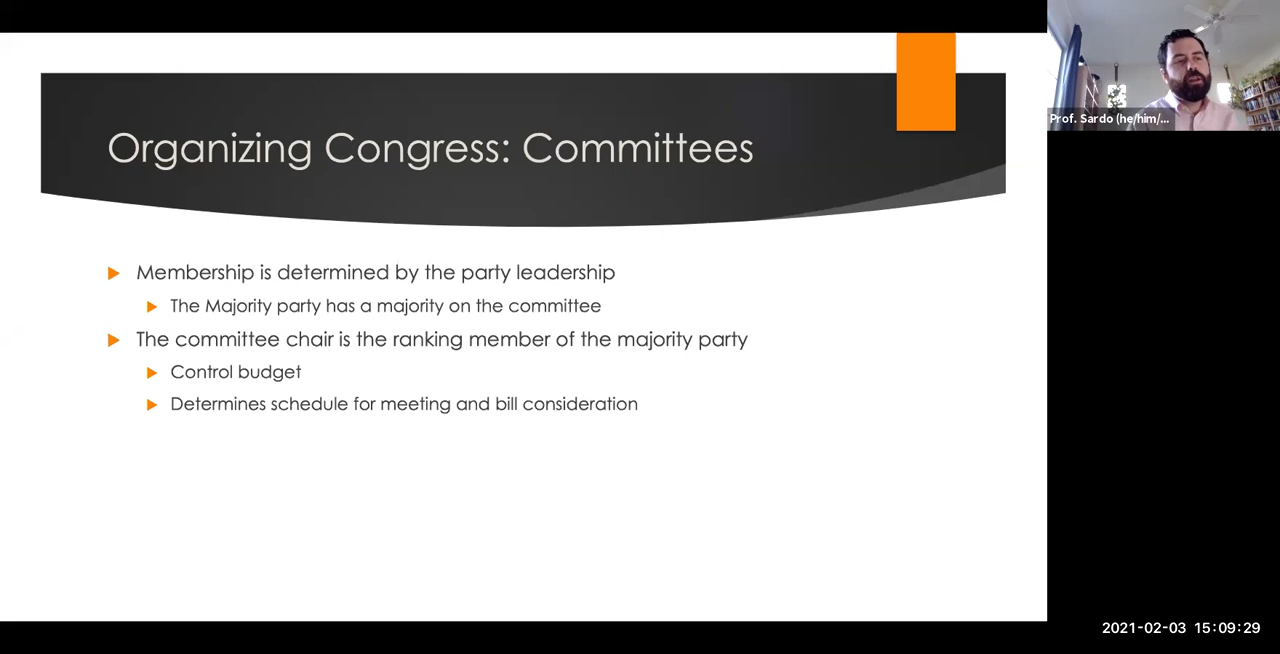 Organizing Congress: Committees
Membership is determined by the party leadership
The Majority party has a majority on the committee
The committee chair is the ranking member of the majority party
Control budget
Determines schedule for meeting and bill consideration
Prof. Sardo (he/him/...
2021-02-03 15:09:29